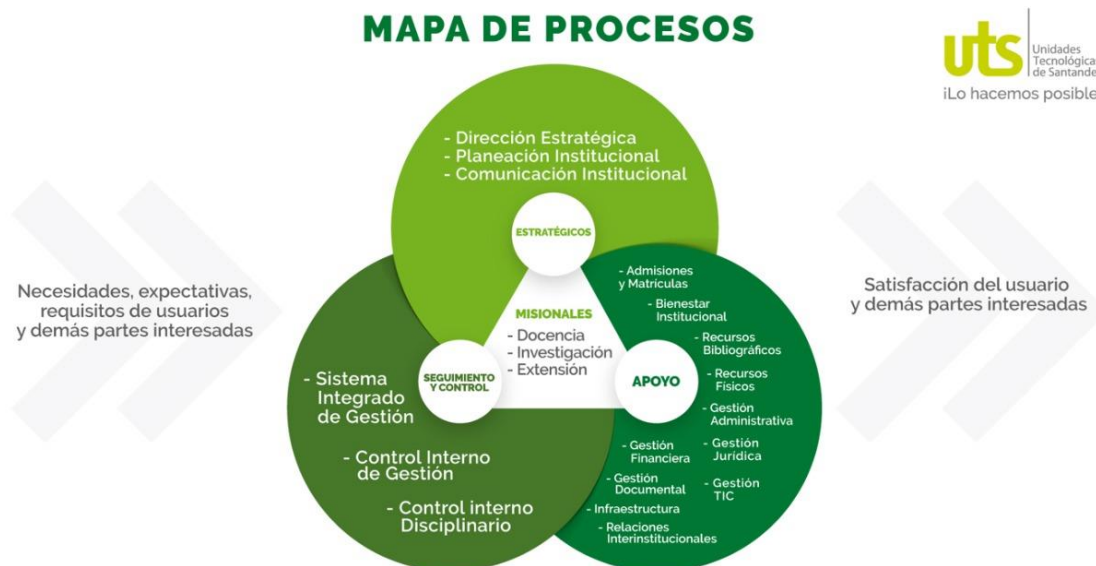 MAPA DE PROCESOS
uts
Unidades
Tecnológicas
de Santander
¡Lo hacemos posible
- Dirección Estratégica
- Planeación Institucional
- Comunicación Institucional
ESTRATÉGICOS
Necesidades, expectativas,
requisitos de usuarios
y demás partes interesadas
MISIONALES
- Docencia
- Investigación
- Extensión
SEGUIMIENTO
Y CONTROL
- Sistema
Integrado
de Gestión
- Control Interno
de Gestión
- Control interno
Disciplinario
APOYO
- Admisiones
y Matrículas
- Bienestar
Institucional
- Recursos
Bibliográficos
- Recursos
Físicos
- Gestión
Administrativa
- Gestión
Jurídica
- Gestión
TIC
- Gestión
Financiera
- Gestión
Documental
- Infraestructura
- Relaciones
Interinstitucionales
Satisfacción del usuario
y demás partes interesadas